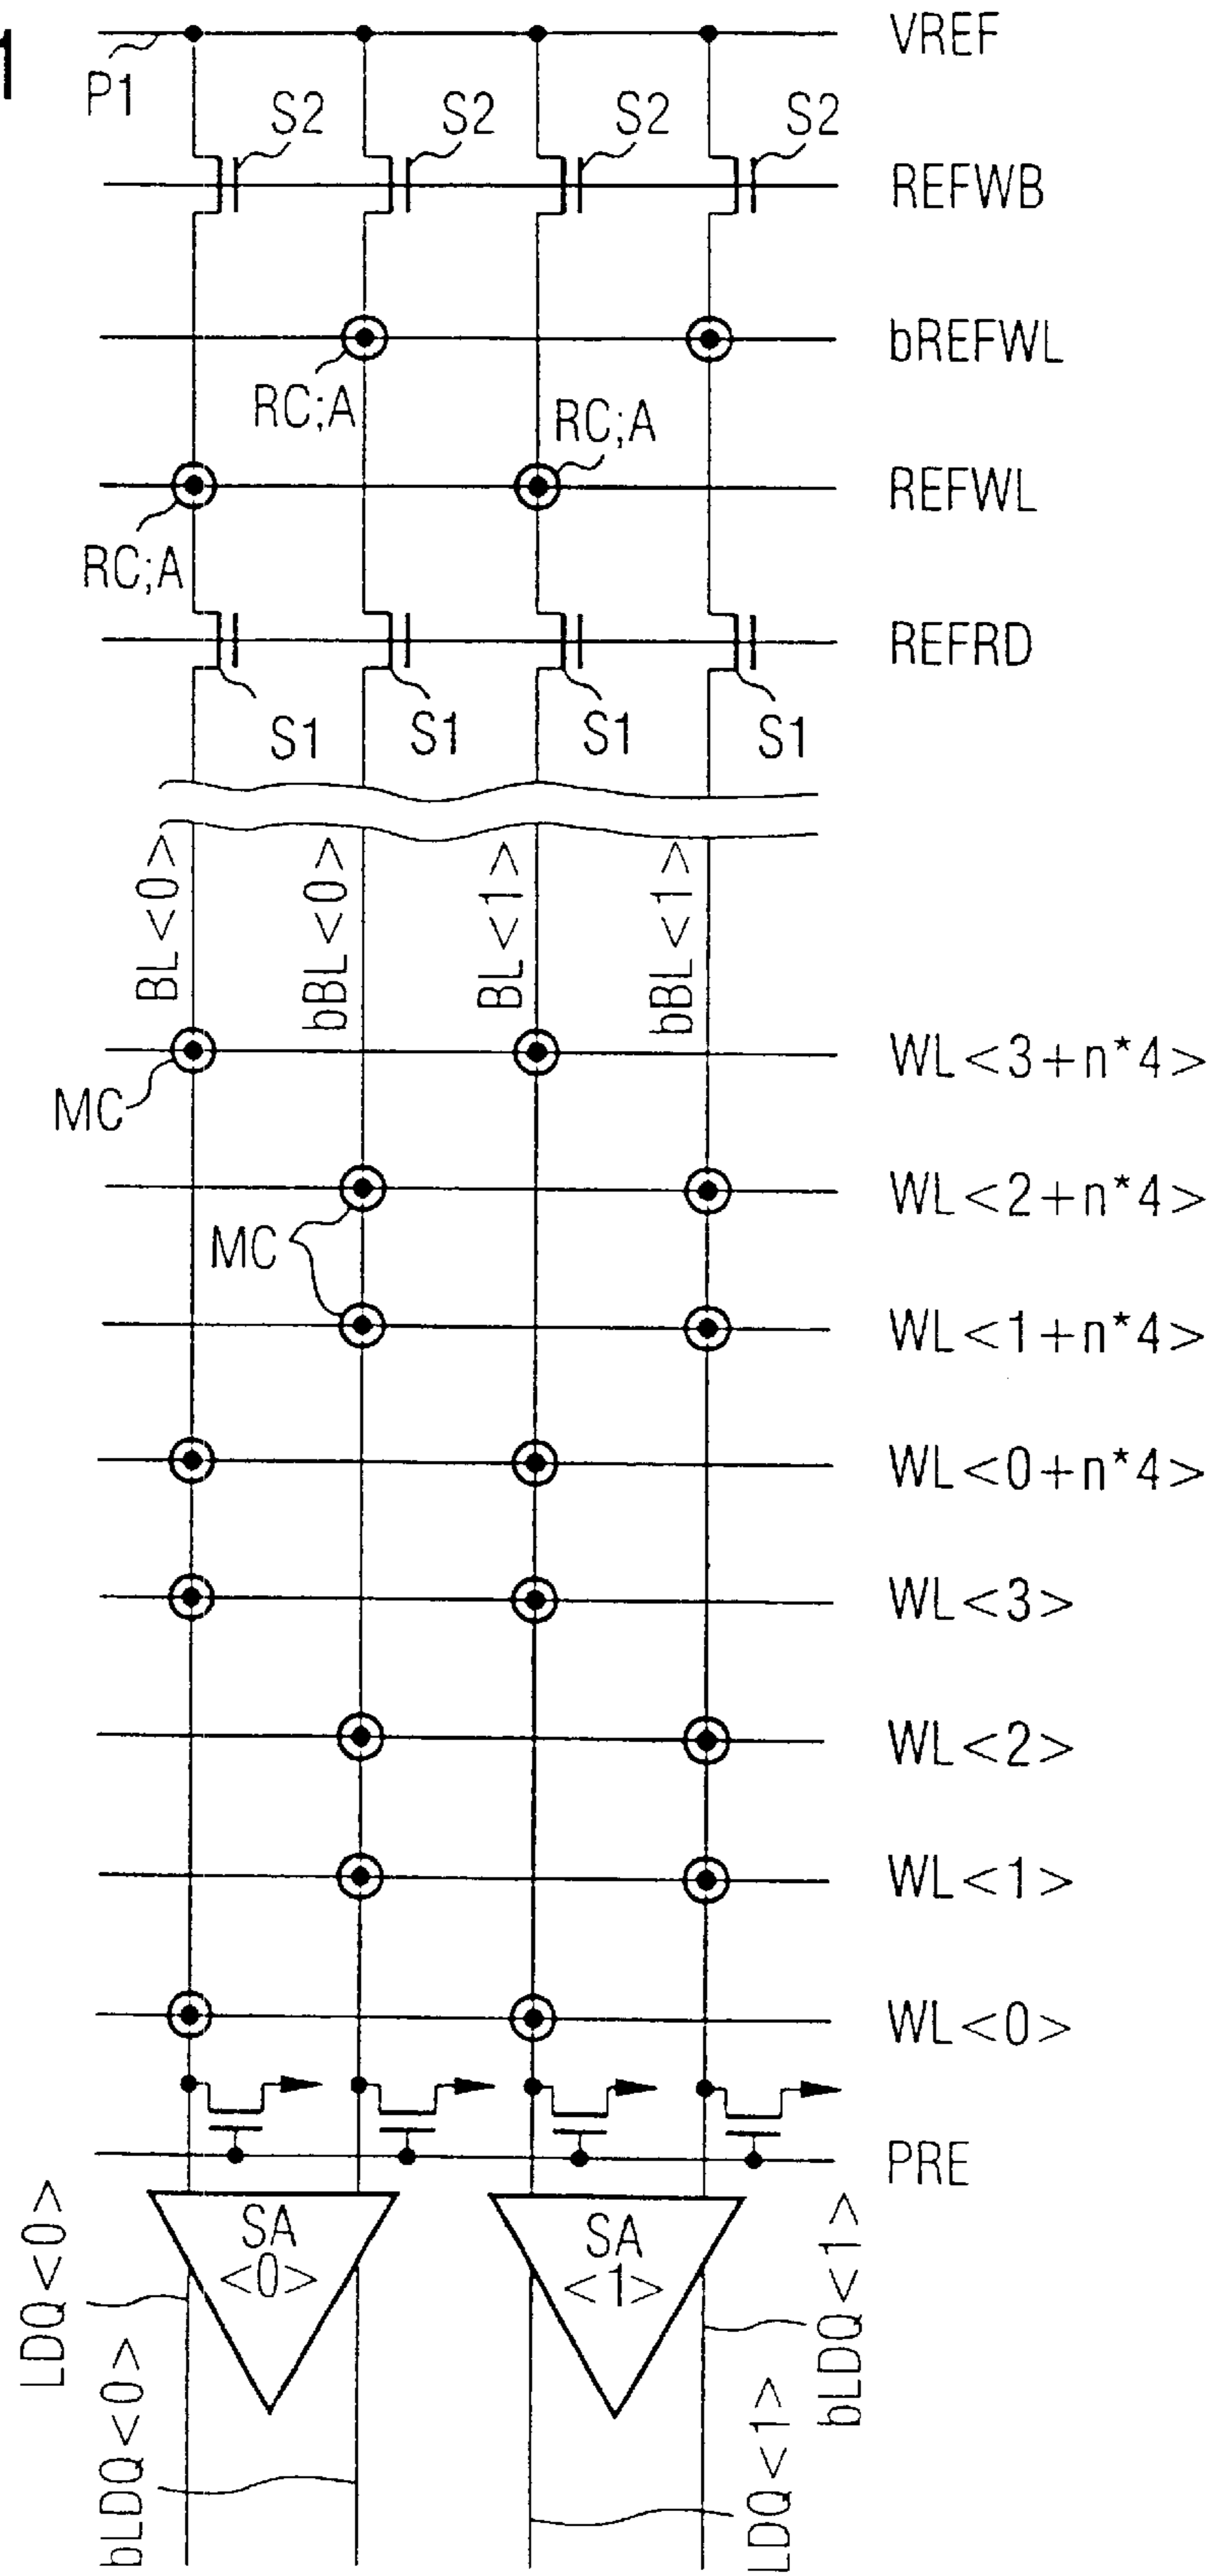 1
VREF
P1
S2 S2 S2 S2
REFWB
bREFWL
RC;A
RC;A
REFWL
RC;A
REFRD
S1 S1 S1 S1
BL<0> bBL<0> BL<1> bBL<1>
WL<3+n*4>
MC
WL<2+n*4>
MC
WL<1+n*4>
WL<0+n*4>
WL<3>
WL<2>
WL<1>
WL<0>
PRE
SA SA
<0> <1>
LDQ<0>
bLDQ<1>
bLDQ<0>
LDQ<1>